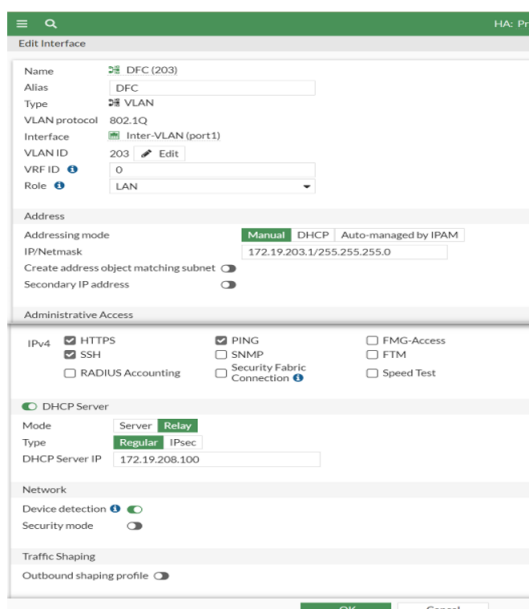 HA: Pr
Edit Interface
Name DFC (203)
Alias DFC
Type VLAN
VLAN protocol 802.1Q
Interface Inter-VLAN (port1)
VLAN ID 203 Edit
VRF ID 0
Role LAN
Address
Addressing mode Manual DHCP Auto-managed by IPAM
IP/Netmask 172.19.203.1/255.255.255.0
Create address object matching subnet
Secondary IP address
Administrative Access
IPv4 HTTPS PING FMG-Access
SSH SNMP FTM
RADIUS Accounting Security Fabric Connection Speed Test
DHCP Server
Mode Server Relay
Type Regular IPsec
DHCP Server IP 172.19.208.100
Network
Device detection
Security mode
Traffic Shaping
Outbound shaping profile
OK Cancel